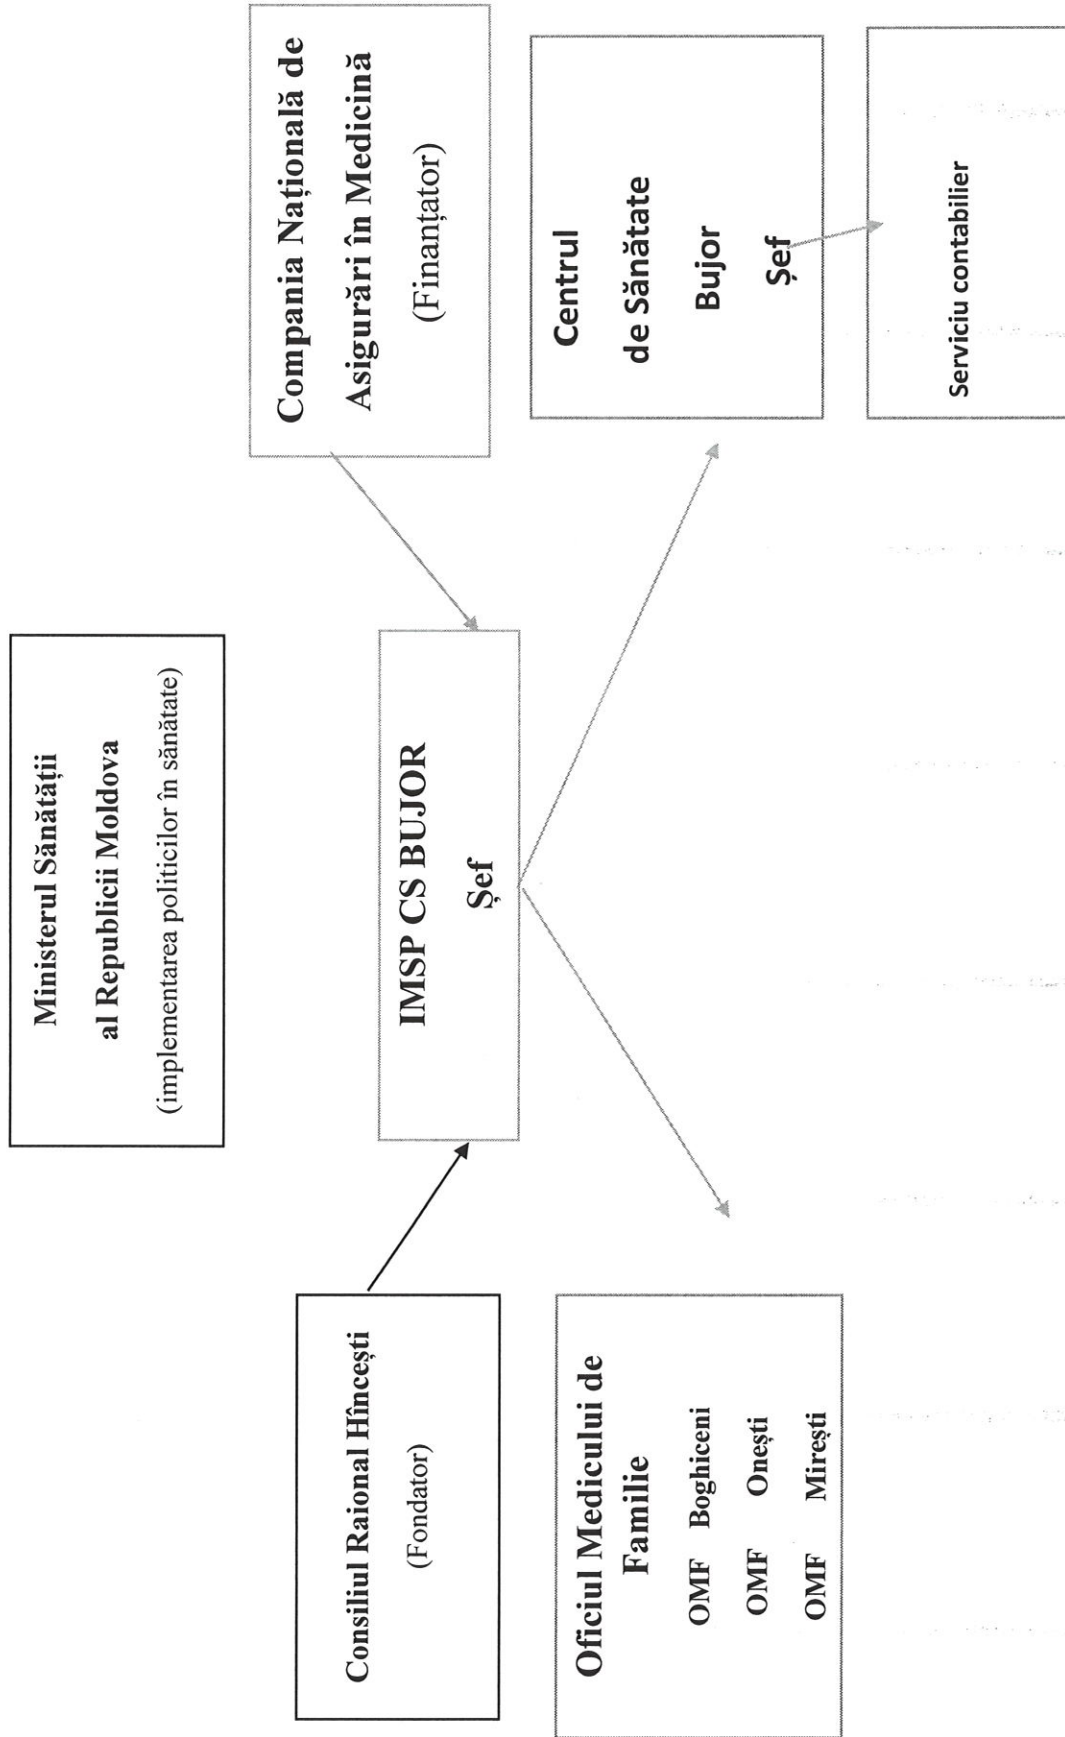 Ministerul Sănătății
al Republicii Moldova
(implementarea politicilor în sănătate)
Consiliul Raional Hîncești
(Fondator)
IMSP CS BUJOR
Șef
Compania Națională de
Asigurări în Medicină
(Finanțator)
Oficiul Medicului de
Familie
OMF Boghiceni
OMF Onești
OMF Mirești
Centrul
de Sănătate
Bujor
Șef
Serviciu contabilier